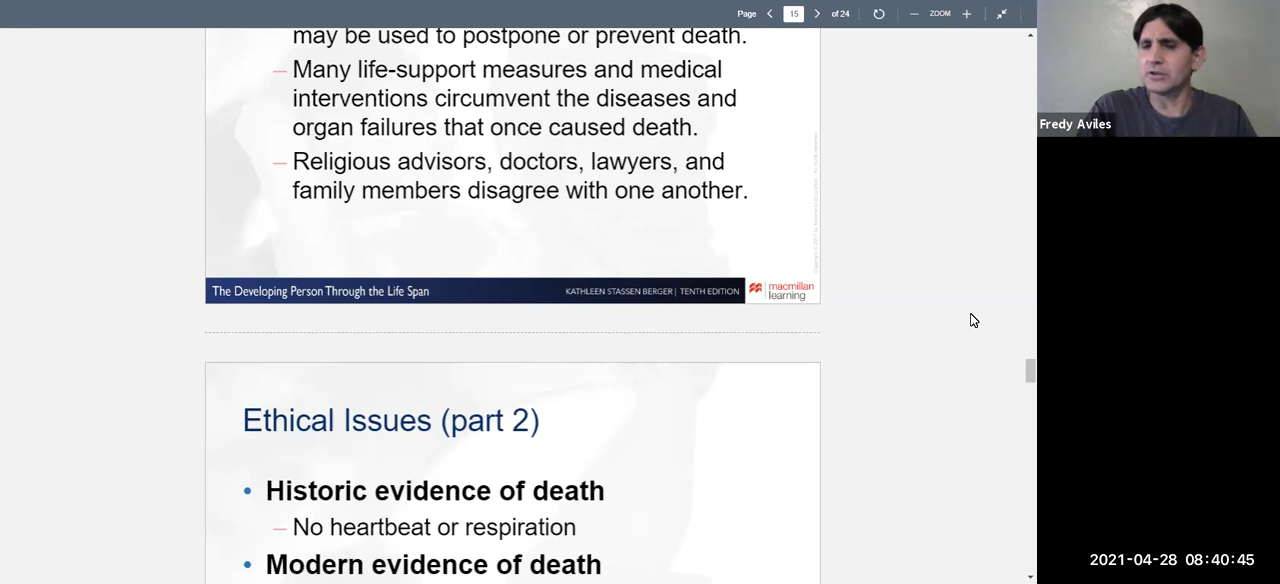 Page
15
of 24
ZOOM
may be used to postpone or prevent death.
— Many life-support measures and medical
interventions circumvent the diseases and
organ failures that once caused death.
— Religious advisors, doctors, lawyers, and
family members disagree with one another.
The Developing Person Through the Life Span
KATHLEEN STASSEN BERGER | TENTH EDITION
macmillan
learning
Ethical Issues (part 2)
• Historic evidence of death
— No heartbeat or respiration
• Modern evidence of death
Fredy Aviles
2021-04-28 08:40:45